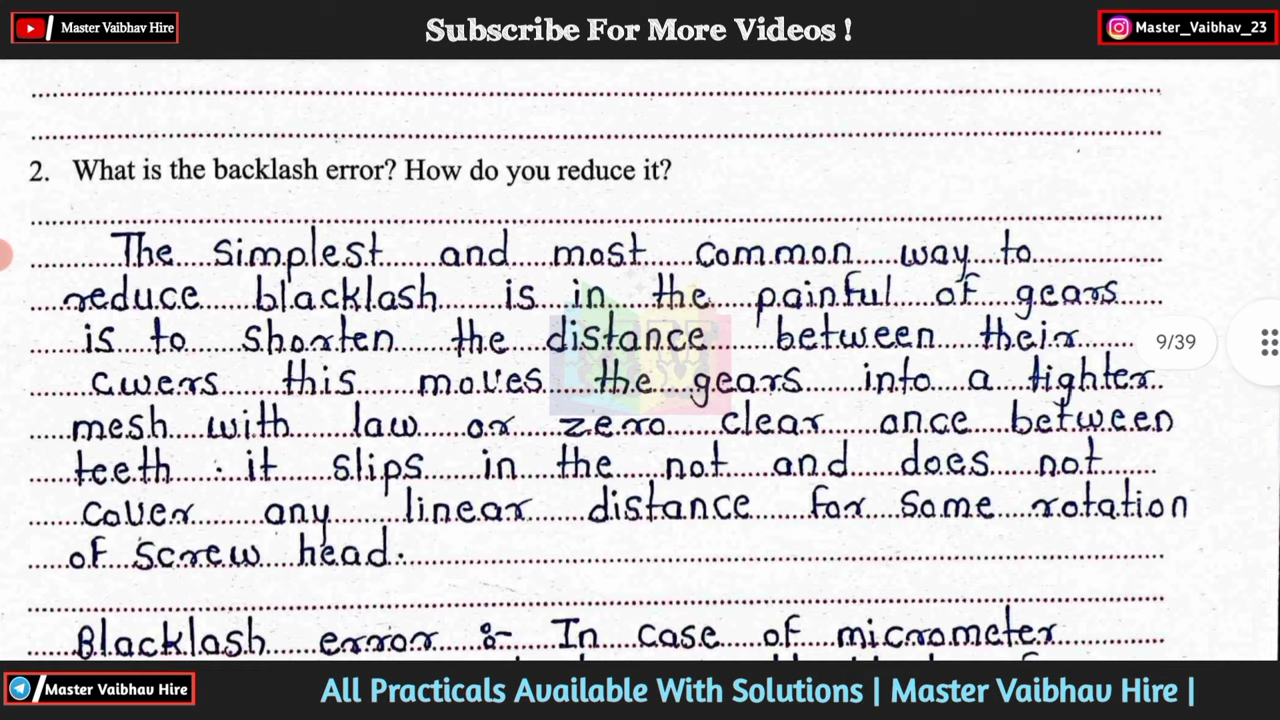 Master Vaibhav Hire
Subscribe For More Videos !
Master_Vaibhav_23
2. What is the backlash error? How do you reduce it?
The simplest and most common way to
reduce blacklash is in the painful of gears
is to shorten the distance between their
cwers this moves the gears into a tighter
mesh with law or zero clear ance between
teeth . it slips in the not and does not
cover any linear distance for some rotation
of screw head.
9/39
Blacklash error :- In case of micrometer
Master Vaibhav Hire
All Practicals Available With Solutions | Master Vaibhav Hire |